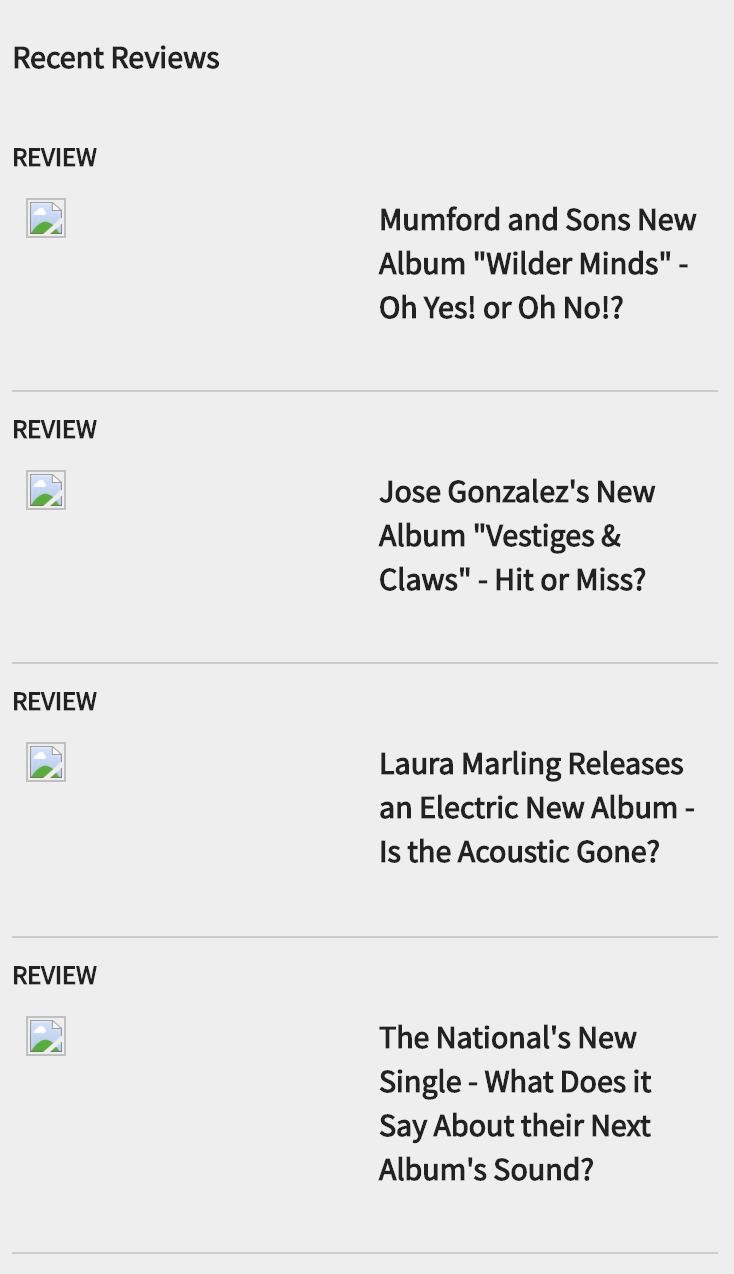 Recent Reviews
REVIEW
Mumford and Sons New
Album "Wilder Minds" -
Oh Yes! or Oh No!?
REVIEW
Jose Gonzalez's New
Album "Vestiges &
Claws" - Hit or Miss?
REVIEW
Laura Marling Releases
an Electric New Album -
Is the Acoustic Gone?
REVIEW
The National's New
Single - What Does it
Say About their Next
Album's Sound?